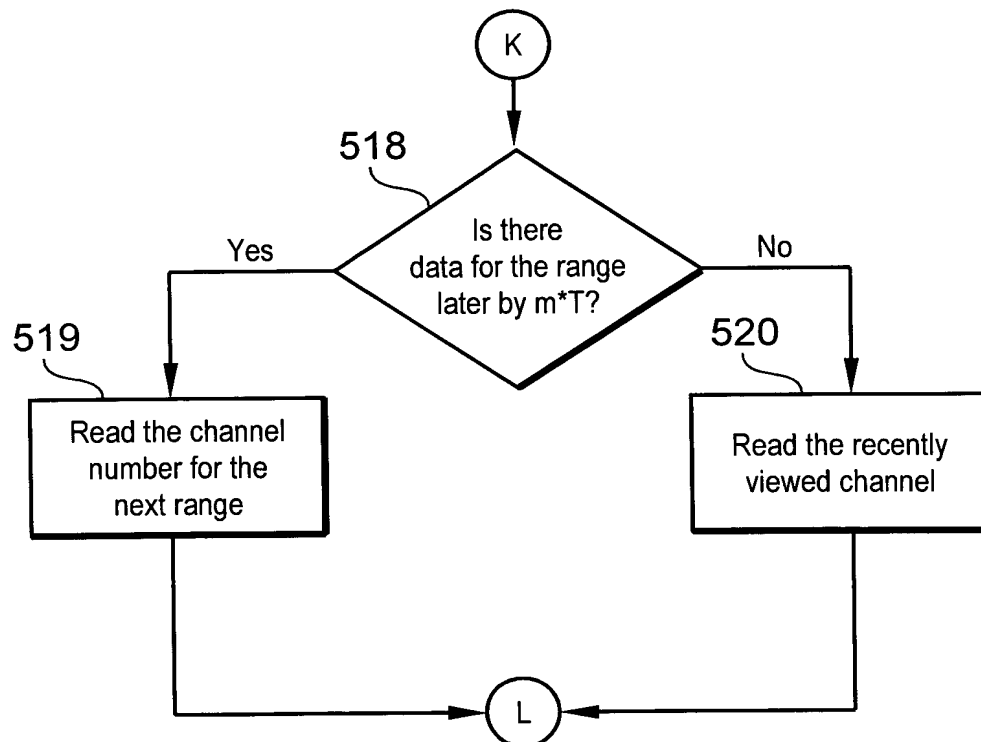 K
518
Is there
data for the range
later by m*T?
Yes
No
519
520
Read the channel
number for the
next range
Read the recently
viewed channel
L